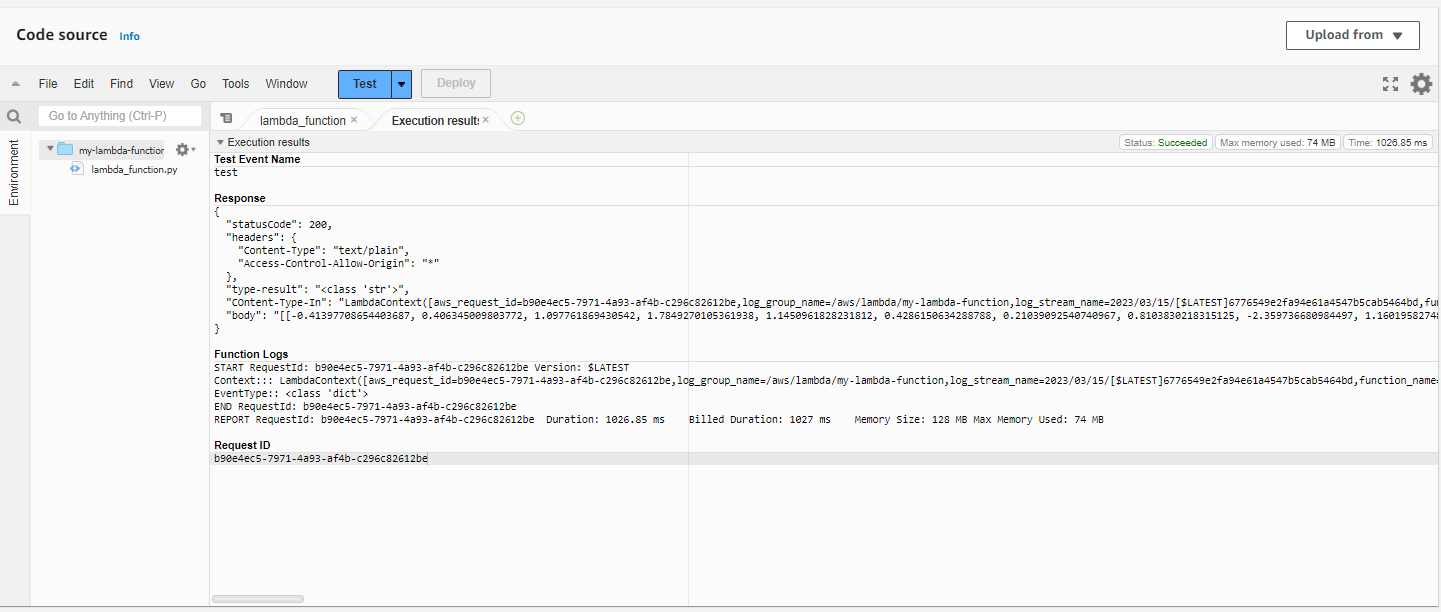 Code source Info
Upload from
File Edit Find View Go Tools Window Test Deploy
Go to Anything (Ctrl-P)
lambda_function Execution results
Environment
my-lambda-function
lambda_function.py
Execution results
Status: Succeeded Max memory used: 74 MB Time: 1026.85 ms
Test Event Name
test
Response
{
"statusCode": 200,
"headers": {
"Content-Type": "text/plain",
"Access-Control-Allow-Origin": "*"
},
"type-result": "<class 'str'>",
"COntent-Type-In": "LambdaContext([aws_request_id=b90e4ec5-7971-4a93-af4b-c296c82612be,log_group_name=/aws/lambda/my-lambda-function,log_stream_name=2023/03/15/[$LATEST]6776549e2fa94e61a4547b5cab5464bd,fun
"body": "[[-0.41397708654403687, 0.406345009803772, 1.097761869430542, 1.7849270105361938, 1.1450961828231812, 0.4286150634288788, 0.21039092540740967, 0.8103830218315125, -2.359736680984497, 1.160195827484
}
Function Logs
START RequestId: b90e4ec5-7971-4a93-af4b-c296c82612be Version: $LATEST
Context::: LambdaContext([aws_request_id=b90e4ec5-7971-4a93-af4b-c296c82612be,log_group_name=/aws/lambda/my-lambda-function,log_stream_name=2023/03/15/[$LATEST]6776549e2fa94e61a4547b5cab5464bd,function_name=
EventType:: <class 'dict'>
END RequestId: b90e4ec5-7971-4a93-af4b-c296c82612be
REPORT RequestId: b90e4ec5-7971-4a93-af4b-c296c82612be Duration: 1026.85 ms Billed Duration: 1027 ms Memory Size: 128 MB Max Memory Used: 74 MB
Request ID
b90e4ec5-7971-4a93-af4b-c296c82612be